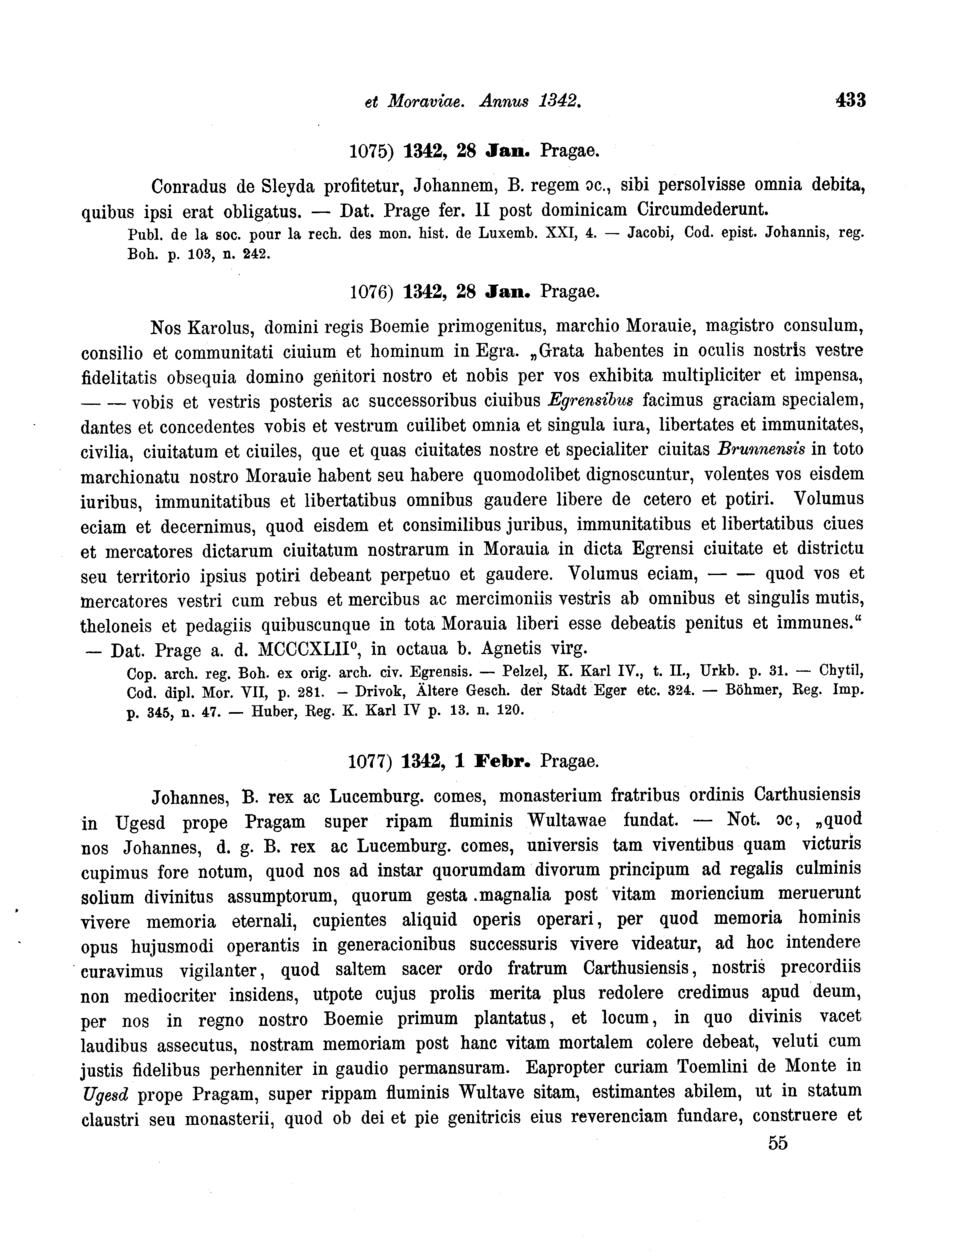 et Moraviae. Annus 1342. 433
1075) 1342, 28 Jan. Pragae.
Conradus de Sleyda profitetur, Johannem, B. regem ɔc., sibi persolvisse omnia debita,
quibus ipsi erat obligatus. — Dat. Prage fer. II post dominicam Circumdederunt.
Publ. de la soc. pour la rech. des mon. hist. de Luxemb. XXI, 4. — Jacobi, Cod. epist. Johannis, reg.
Boh. p. 103, n. 242.
1076) 1342, 28 Jan. Pragae.
Nos Karolus, domini regis Boemie primogenitus, marchio Morauie, magistro consulum,
consilio et communitati ciuium et hominum in Egra. „Grata habentes in oculis nostris vestre
fidelitatis obsequia domino genitori nostro et nobis per vos exhibita multipliciter et impensa,
— — vobis et vestris posteris ac successoribus ciuibus Egrensibus facimus graciam specialem,
dantes et concedentes vobis et vestrum cuilibet omnia et singula iura, libertates et immunitates,
civilia, ciuitatum et ciuiles, que et quas ciuitates nostre et specialiter ciuitas Brunnensis in toto
marchionatu nostro Morauie habent seu habere quomodolibet dignoscuntur, volentes vos eisdem
iuribus, immunitatibus et libertatibus omnibus gaudere libere de cetero et potiri. Volumus
eciam et decernimus, quod eisdem et consimilibus juribus, immunitatibus et libertatibus ciues
et mercatores dictarum ciuitatum nostrarum in Morauia in dicta Egrensi ciuitate et districtu
seu territorio ipsius potiri debeant perpetuo et gaudere. Volumus eciam, — — quod vos et
mercatores vestri cum rebus et mercibus ac mercimoniis vestris ab omnibus et singulis mutis,
theloneis et pedagiis quibuscunque in tota Morauia liberi esse debeatis penitus et immunes.“
— Dat. Prage a. d. MCCCXLII⁰, in octaua b. Agnetis virg.
Cop. arch. reg. Boh. ex orig. arch. civ. Egrensis. — Pelzel, K. Karl IV., t. II., Urkb. p. 31. — Chytil,
Cod. dipl. Mor. VII, p. 281. – Drivok, Ältere Gesch. der Stadt Eger etc. 324. — Böhmer, Reg. Imp.
p. 345, n. 47. — Huber, Reg. K. Karl IV p. 13. n. 120.
1077) 1342, 1 Febr. Pragae.
Johannes, B. rex ac Lucemburg. comes, monasterium fratribus ordinis Carthusiensis
in Ugesd prope Pragam super ripam fluminis Wultawae fundat. — Not. ɔc, „quod
nos Johannes, d. g. B. rex ac Lucemburg. comes, universis tam viventibus quam victuris
cupimus fore notum, quod nos ad instar quorumdam divorum principum ad regalis culminis
solium divinitus assumptorum, quorum gesta magnalia post vitam moriencium meruerunt
vivere memoria eternali, cupientes aliquid operis operari, per quod memoria hominis
opus hujusmodi operantis in generacionibus successuris vivere videatur, ad hoc intendere
curavimus vigilanter, quod saltem sacer ordo fratrum Carthusiensis, nostris precordiis
non mediocriter insidens, utpote cujus prolis merita plus redolere credimus apud deum,
per nos in regno nostro Boemie primum plantatus, et locum, in quo divinis vacet
laudibus assecutus, nostram memoriam post hanc vitam mortalem colere debeat, veluti cum
justis fidelibus perhenniter in gaudio permansuram. Eapropter curiam Toemlini de Monte in
Ugesd prope Pragam, super rippam fluminis Wultave sitam, estimantes abilem, ut in statum
claustri seu monasterii, quod ob dei et pie genitricis eius reverenciam fundare, construere et
55